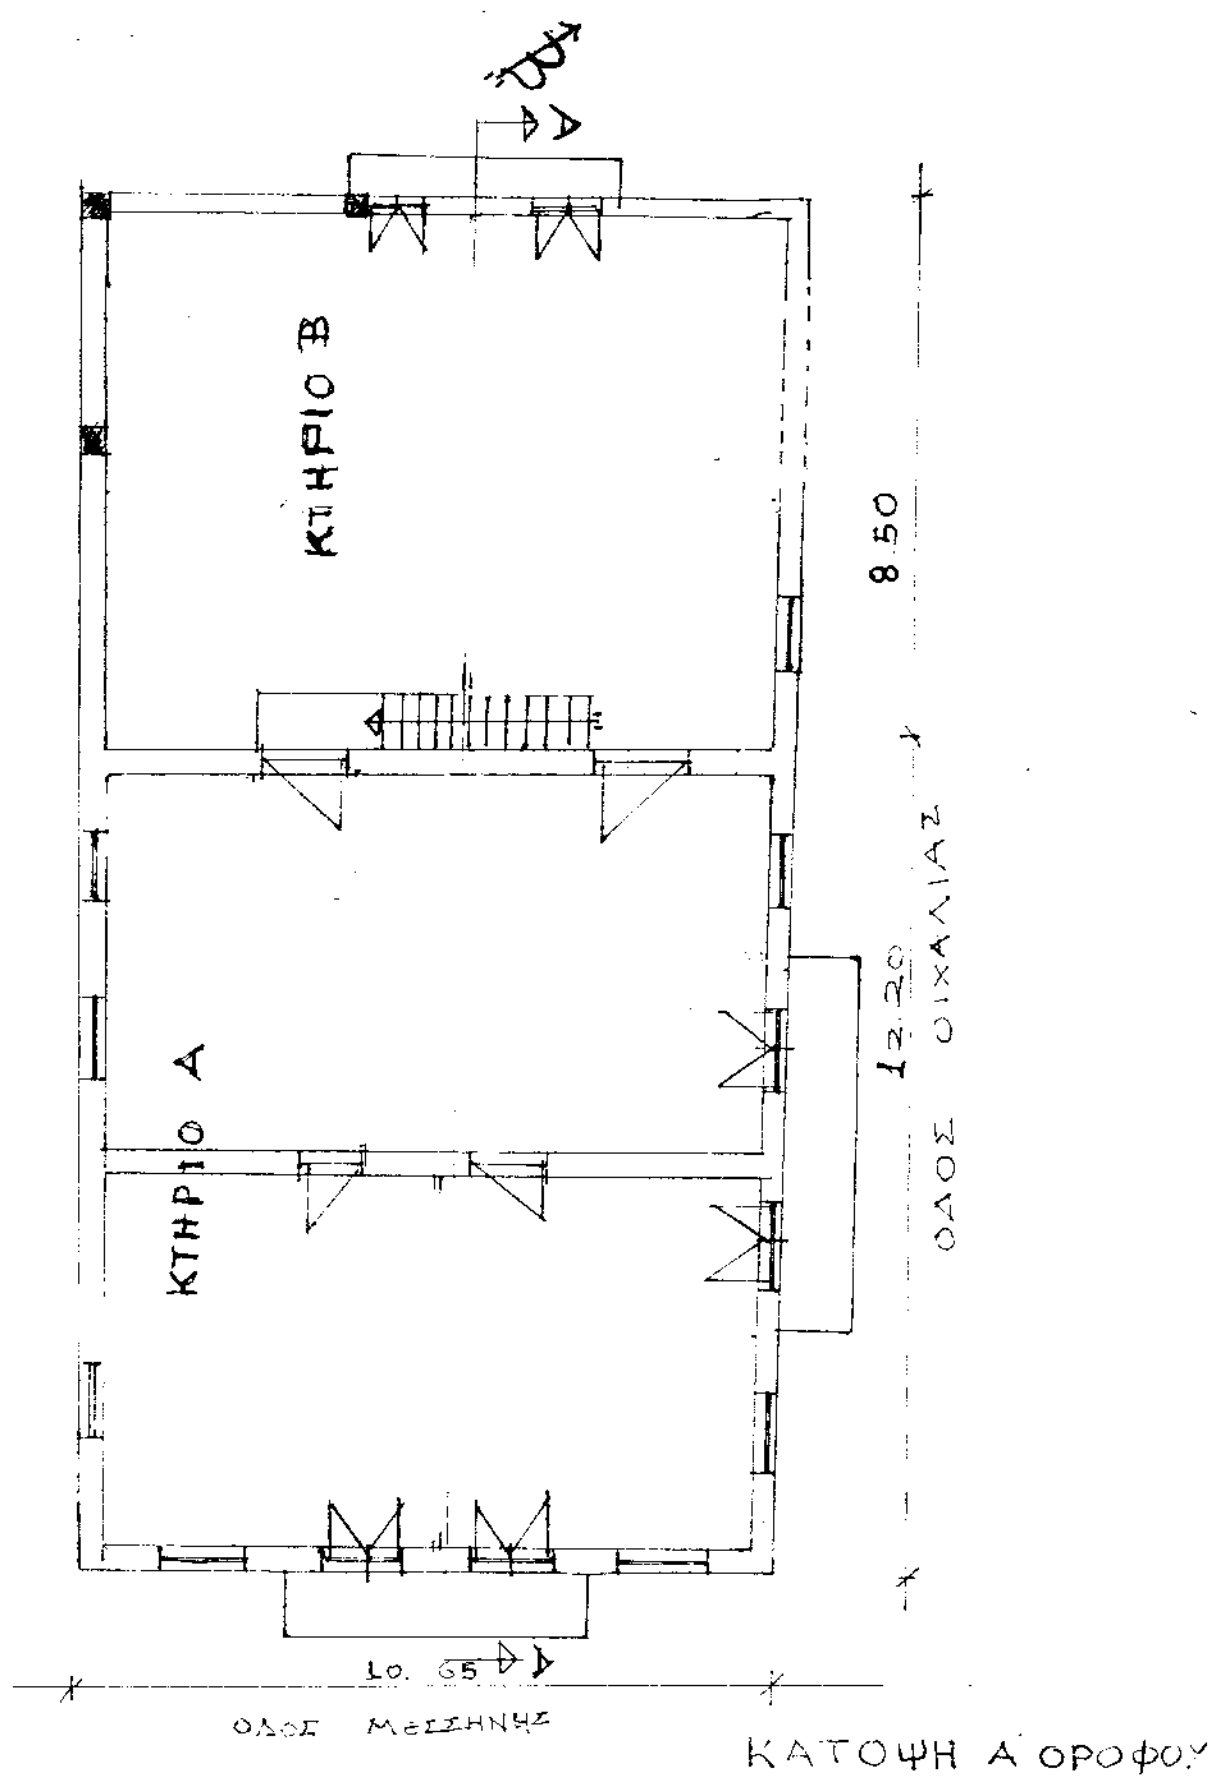 Β
Α
ΚΤΗΡΙΟ Β
8.50
ΚΤΗΡΙΟ Α
12.20
ΟΔΟΣ ΟΙΧΑΛΙΑΣ
10.65 Α
ΟΔΟΣ ΜΕΣΣΗΝΗΣ
ΚΑΤΟΨΗ Α ΟΡΟΦΟΥ